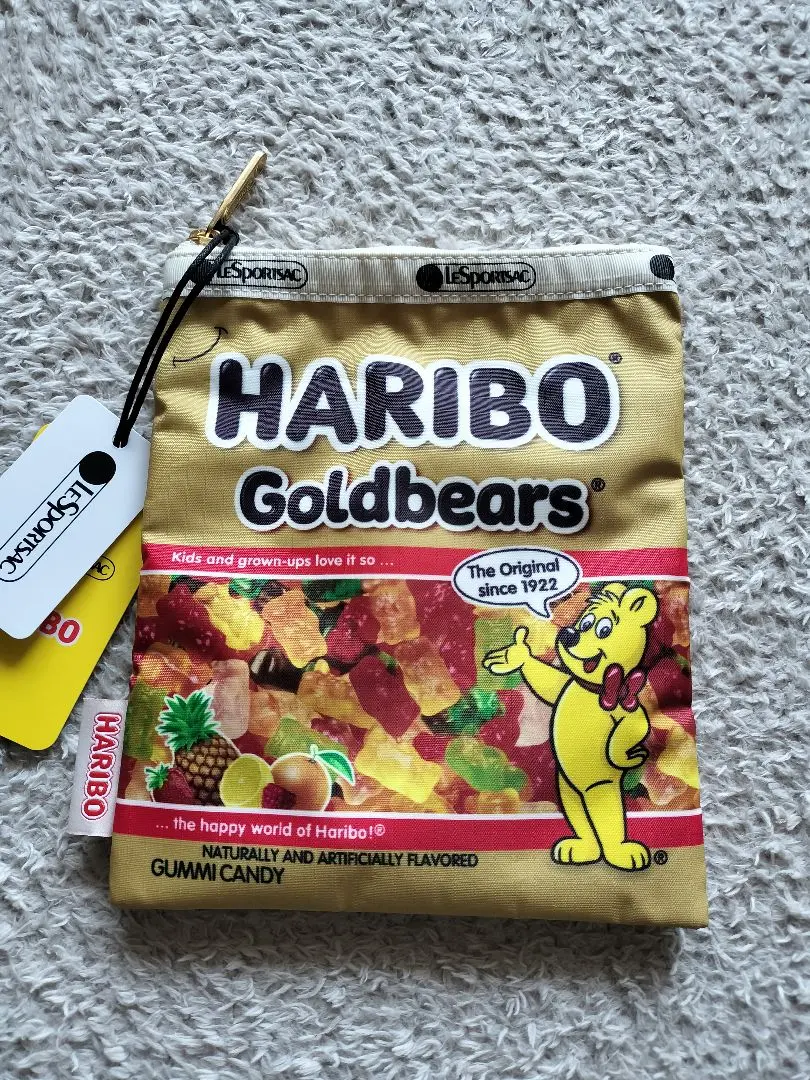 LESPORTSAC
LESPORTSAC
HARIBO®
Goldbears®
Kids and grown-ups love it so ...
The Original
since 1922
... the happy world of Haribo!®
NATURALLY AND ARTIFICIALLY FLAVORED
GUMMI CANDY
®
HARIBO
LESPORTSAC
BO